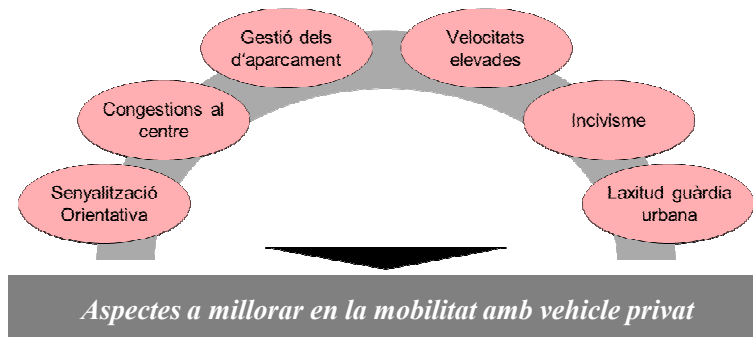 Gestió dels
d'aparcament
Velocitats
elevades
Congestions al
centre
Incivisme
Senyalització
Orientativa
Laxitud guàrdia
urbana
Aspectes a millorar en la mobilitat amb vehicle privat